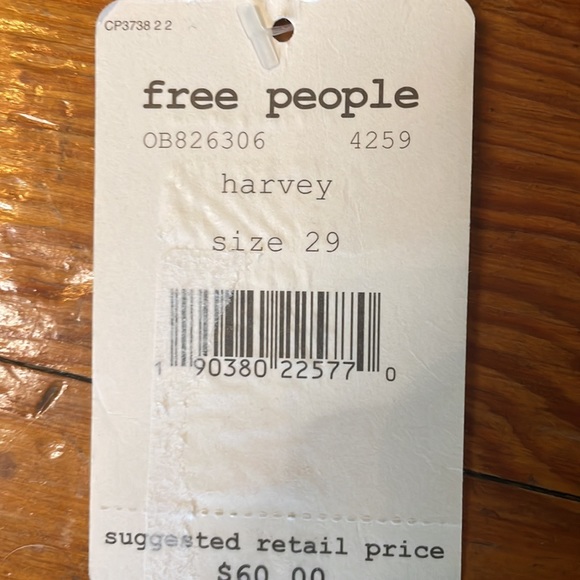 CP3738 2 2
free people
OB826306 4259
harvey
size 29
1 90380 22577 0
suggested retail price
$60.00